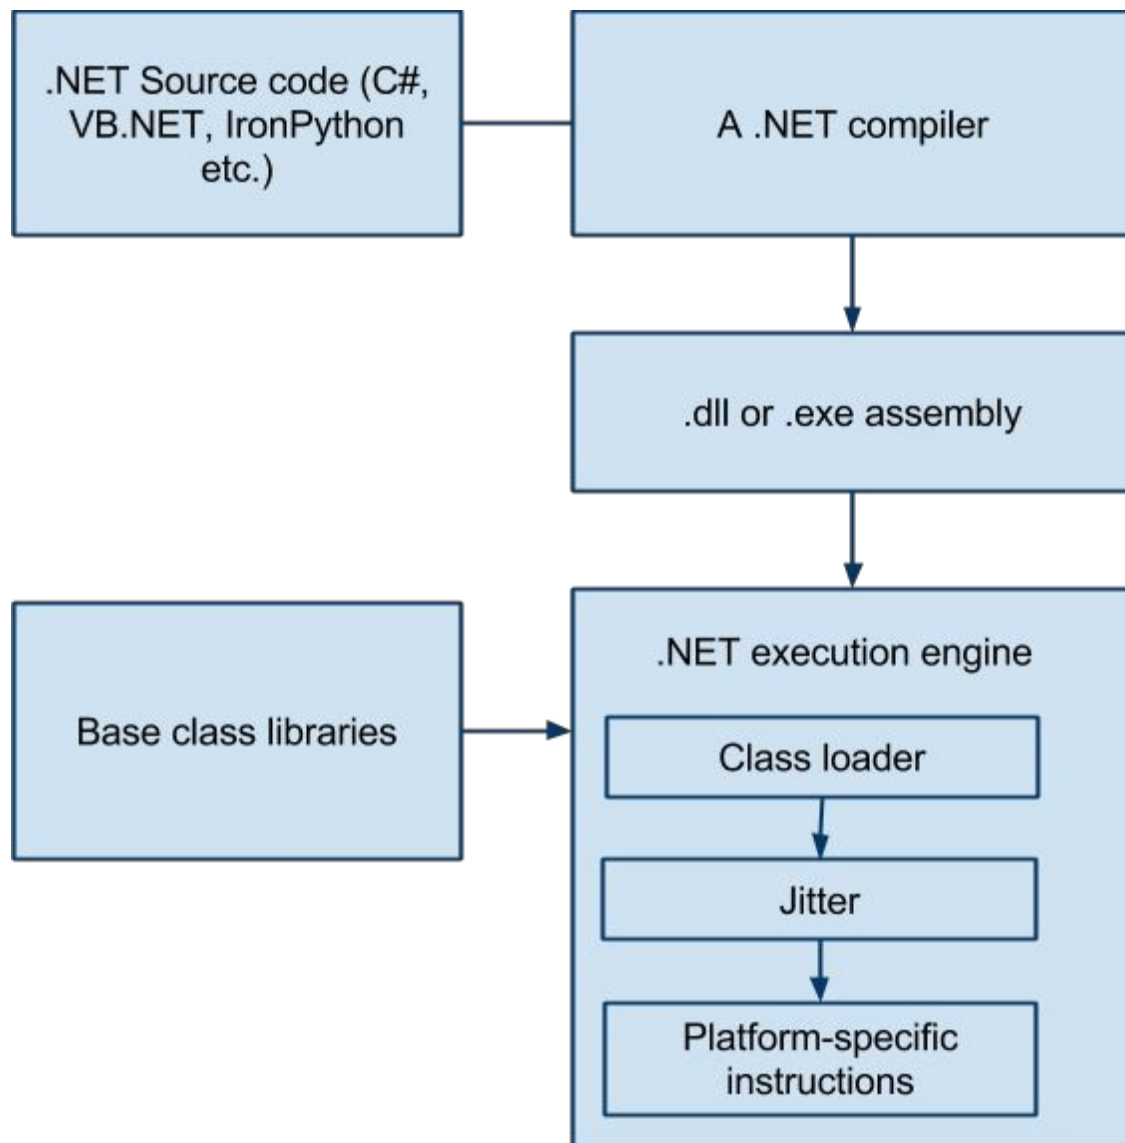 .NET Source code (C#,
VB.NET, IronPython
etc.)
A .NET compiler
.dll or .exe assembly
Base class libraries
.NET execution engine
Class loader
Jitter
Platform-specific
instructions